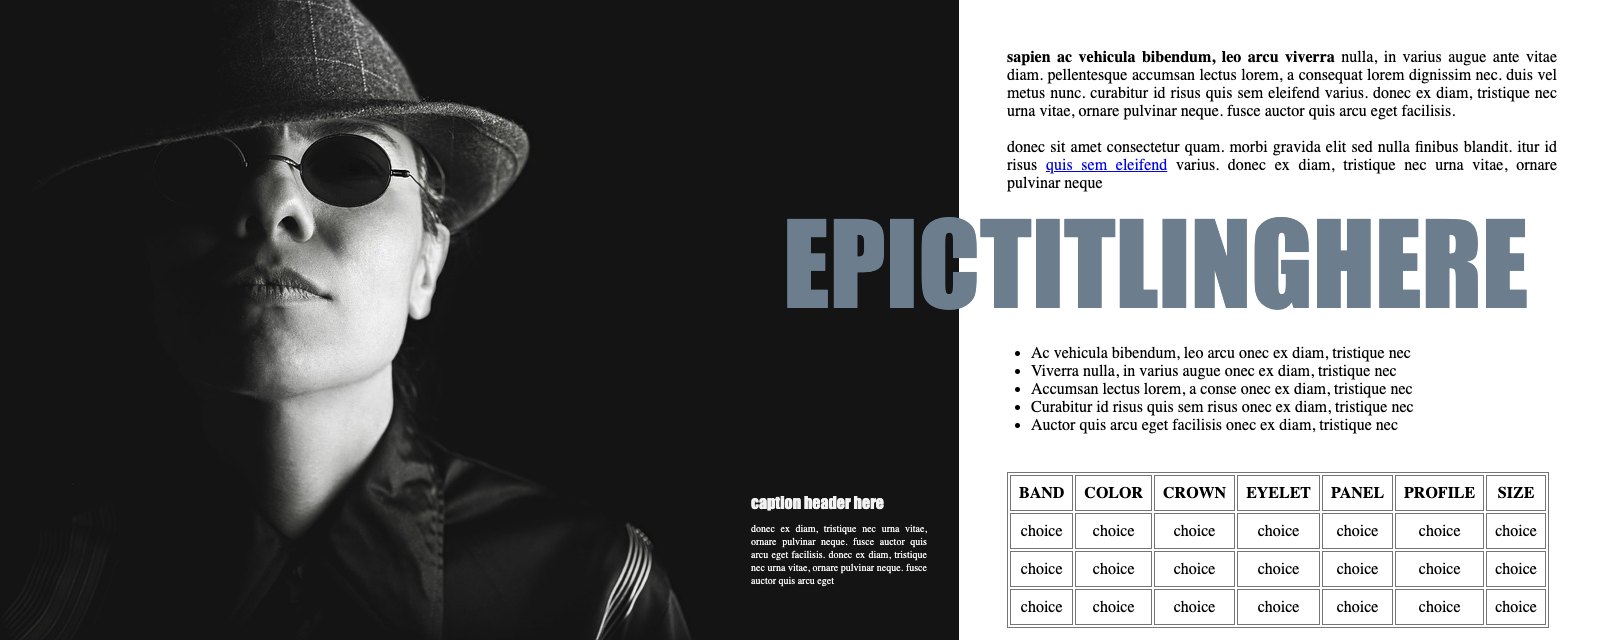 sapien ac vehicula bibendum, leo arcu viverra nulla, in varius augue ante vitae
diam. pellentesque accumsan lectus lorem, a consequat lorem dignissim nec. duis vel
metus nunc. curabitur id risus quis sem eleifend varius. donec ex diam, tristique nec
urna vitae, ornare pulvinar neque. fusce auctor quis arcu eget facilisis.
donec sit amet consectetur quam. morbi gravida elit sed nulla finibus blandit. itur id
risus quis sem eleifend varius. donec ex diam, tristique nec urna vitae, ornare
pulvinar neque
EPICTITLINGHERE
• Ac vehicula bibendum, leo arcu onec ex diam, tristique nec
• Viverra nulla, in varius augue onec ex diam, tristique nec
• Accumsan lectus lorem, a conse onec ex diam, tristique nec
• Curabitur id risus quis sem risus onec ex diam, tristique nec
• Auctor quis arcu eget facilisis onec ex diam, tristique nec
caption header here
donec ex diam, tristique nec urna vitae,
ornare pulvinar neque. fusce auctor quis
arcu eget facilisis. donec ex diam, tristique
nec urna vitae, ornare pulvinar neque. fusce
auctor quis arcu eget
BAND COLOR CROWN EYELET PANEL PROFILE SIZE
choice choice choice choice choice choice choice
choice choice choice choice choice choice choice
choice choice choice choice choice choice choice